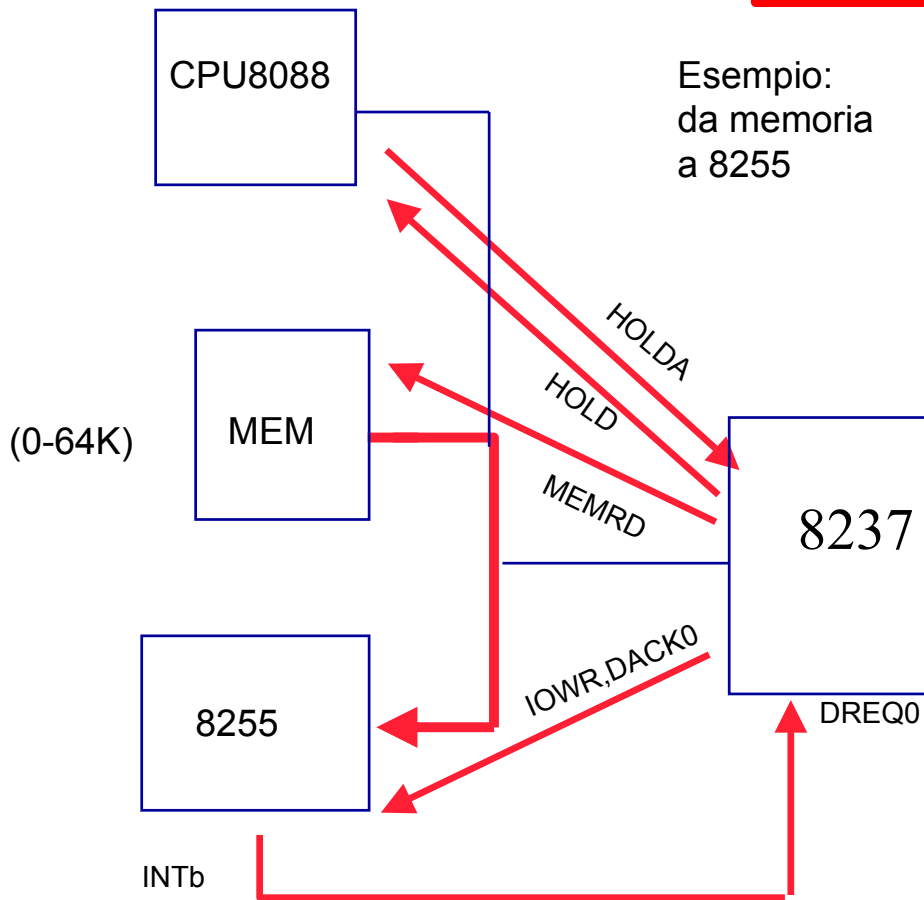 CPU8088
Esempio:
da memoria
a 8255
HOLDA
HOLD
(0-64K)
MEM
MEMRD
8237
IOWR,DACK0
8255
DREQ0
INTb